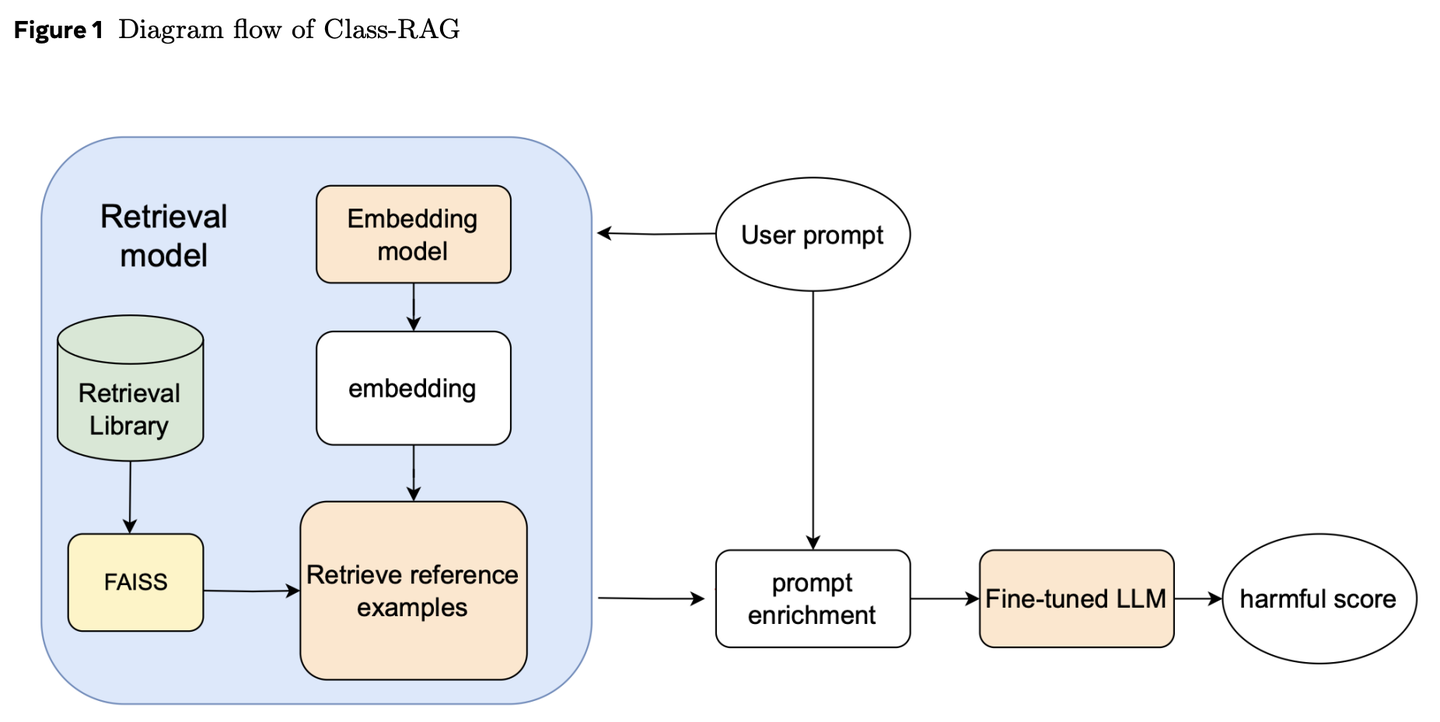 Figure 1 Diagram flow of Class-RAG
Retrieval
model
Embedding
model
User prompt
embedding
Retrieval
Library
FAISS
Retrieve reference
examples
prompt
enrichment
Fine-tuned LLM
harmful score